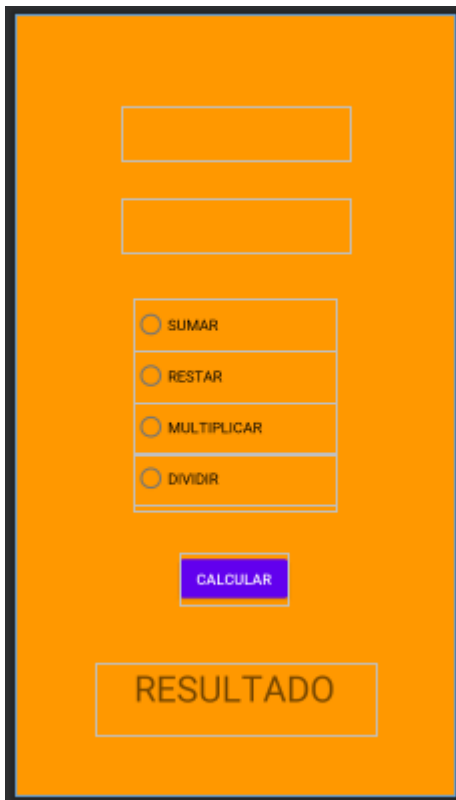 SUMAR
RESTAR
MULTIPLICAR
DIVIDIR
CALCULAR
RESULTADO